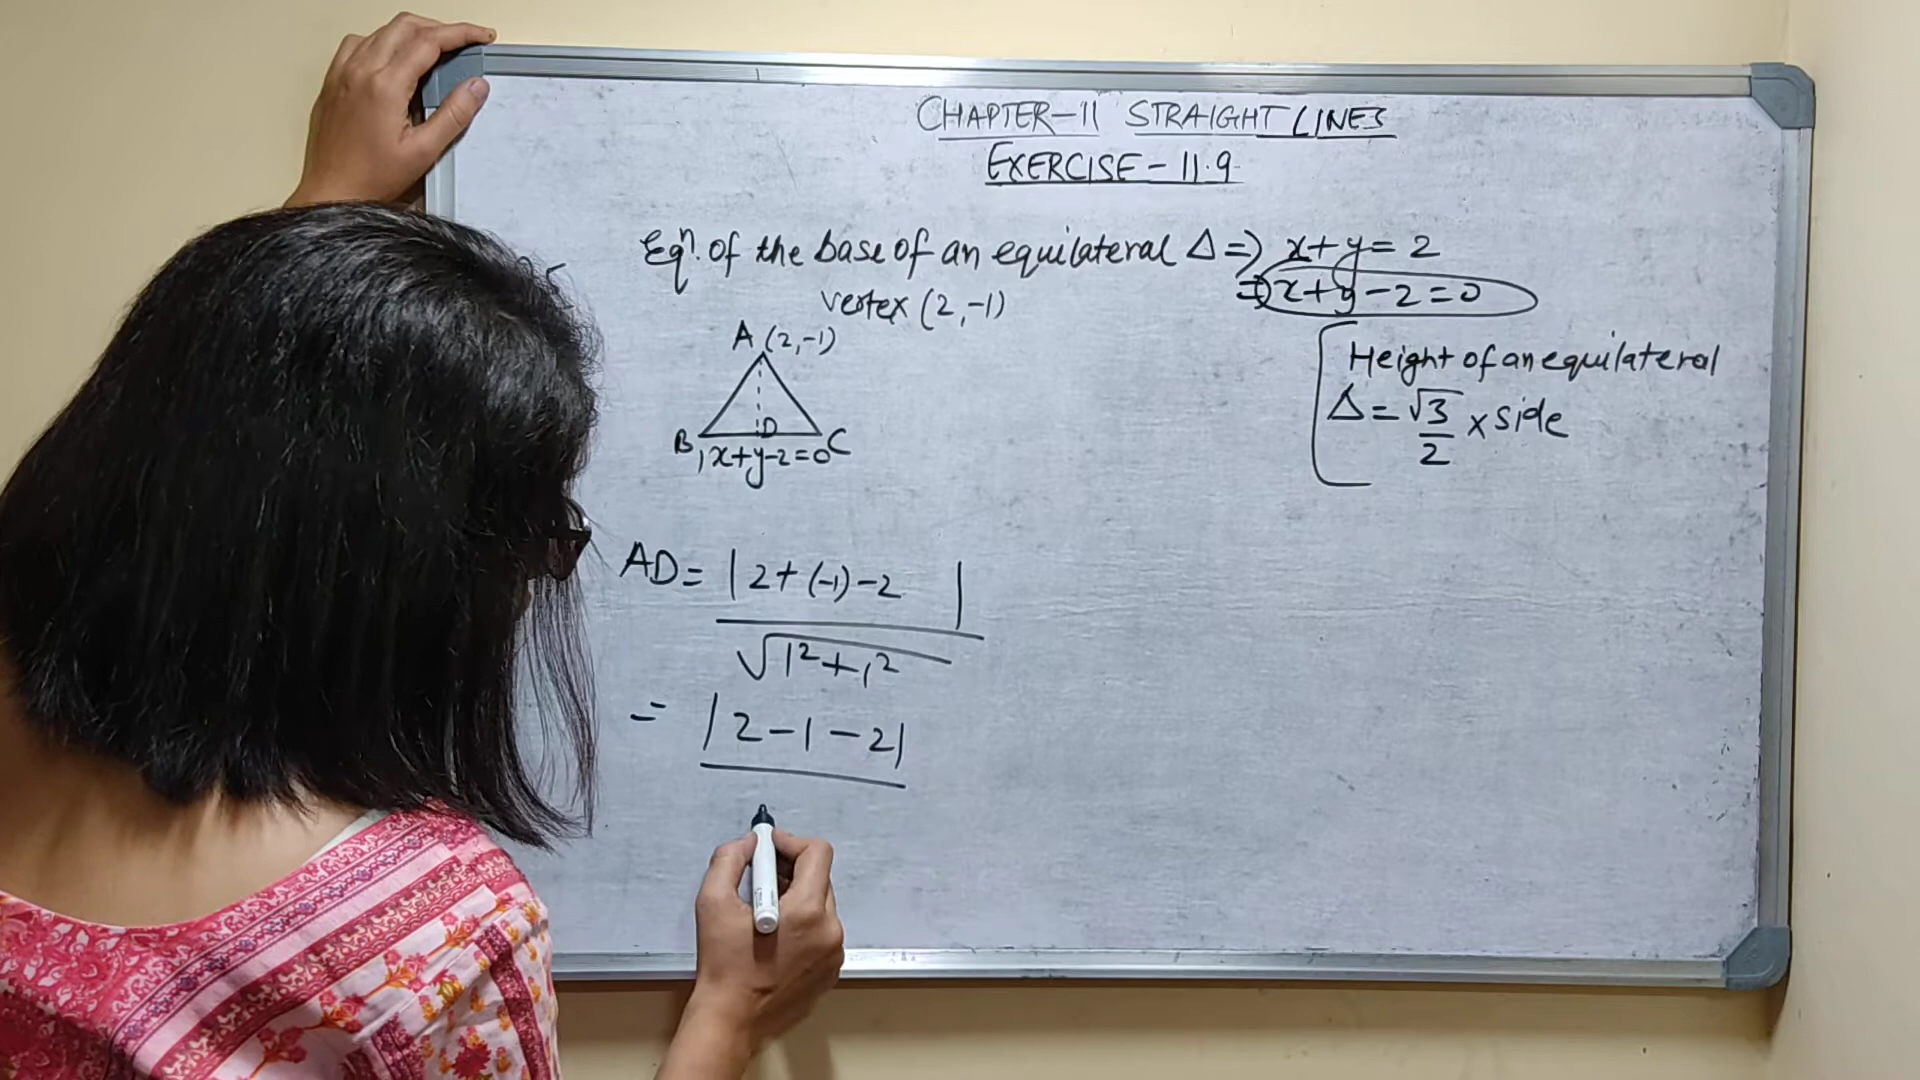 CHAPTER-11 STRAIGHT LINES
EXERCISE-11.9
Eqn. of the base of an equilateral Δ => x+y=2
=> x+y-2=0
vertex (2,-1)
A (2,-1)
B D C
1x+y-2=0
Height of an equilateral
Δ = √3/2 × side
AD = |2+(-1)-2|
√1²+1²
= |2-1-2|